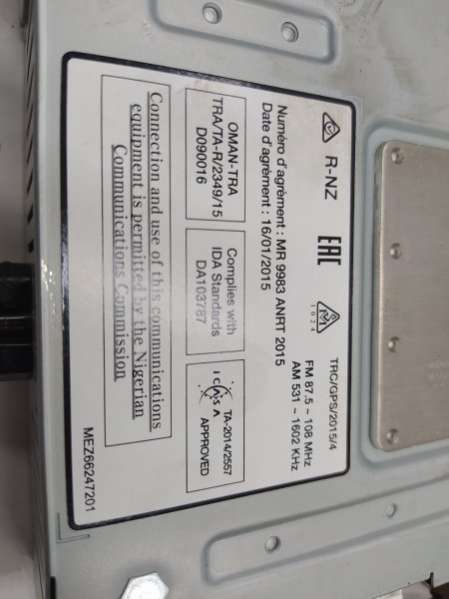 R-NZ
EAC
1024
TRC/GPS/2015/4
FM 87.5 ~ 108 MHz
AM 531 ~ 1602 KHz
Numéro d'agrément : MR 9983 ANRT 2015
Date d'agrément : 16/01/2015
OMAN-TRA
TRA/TA-R/2349/15
D090016
Complies with
IDA Standards
DA103787
ICASA
TA-2014/2557
APPROVED
Connection and use of this communications
equipment is permitted by the Nigerian
Communications Commission
MEZ66247201